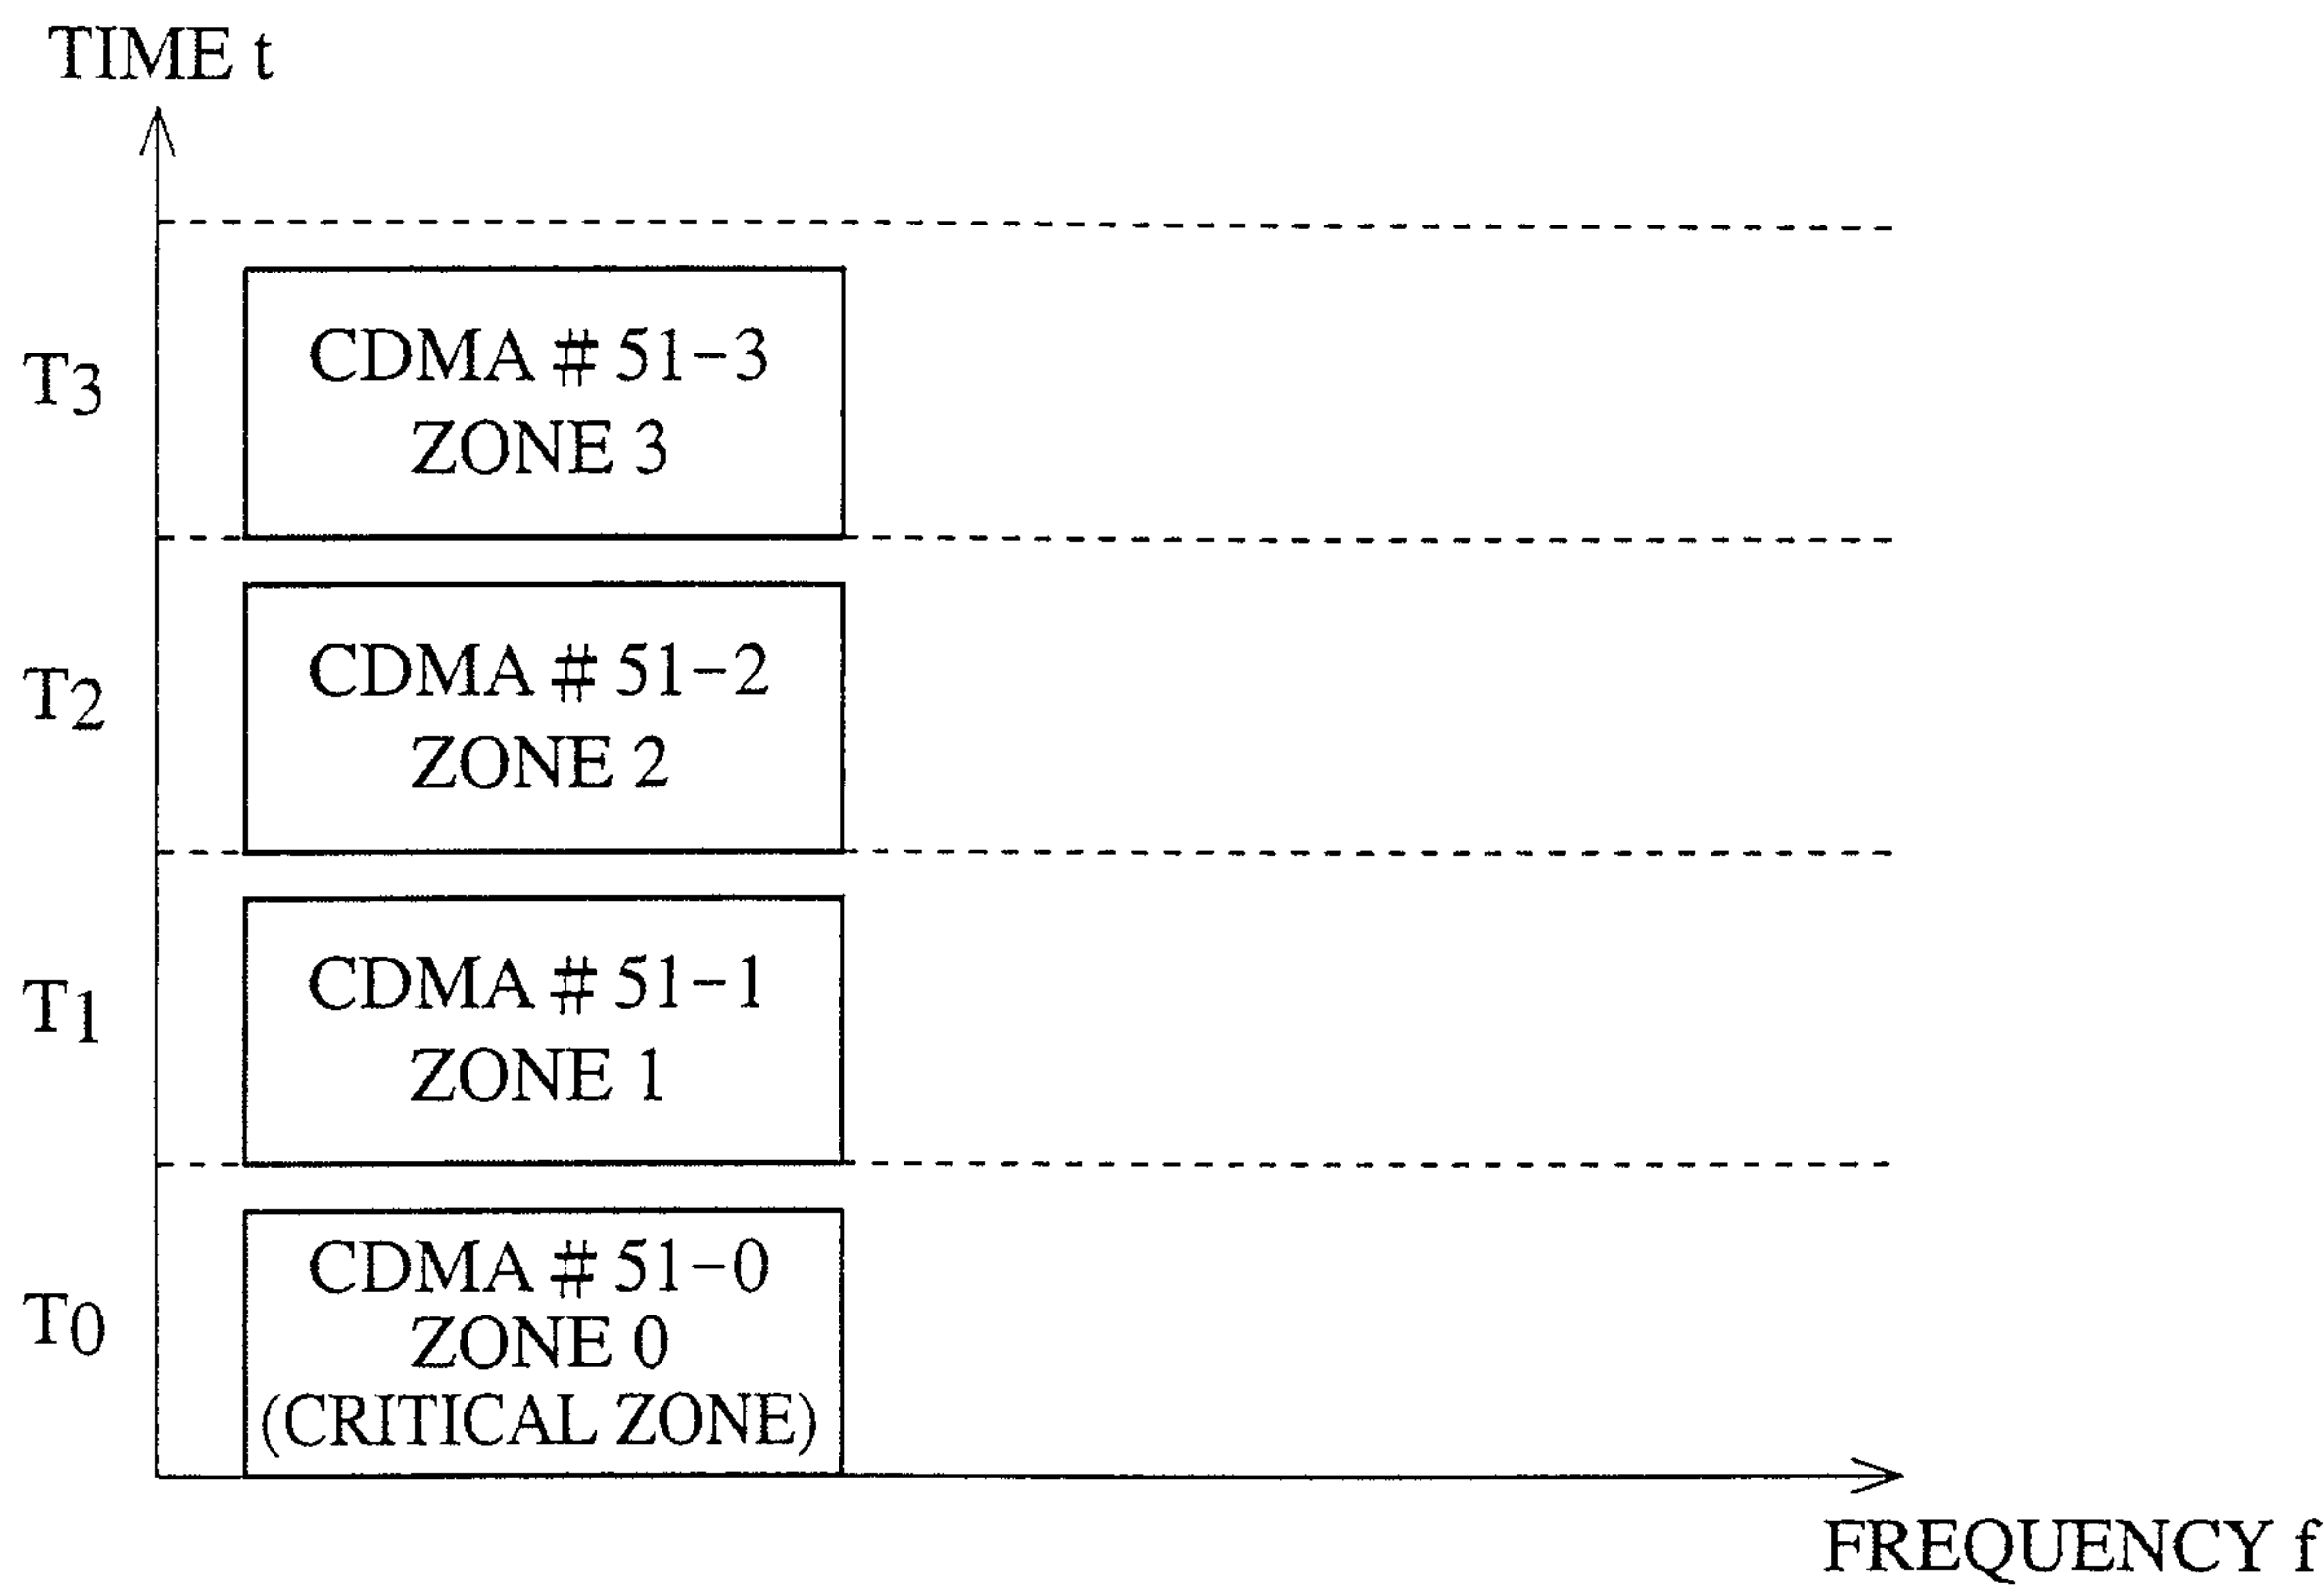 TIME t
T3
CDMA # 51-3
ZONE 3
T2
CDMA # 51-2
ZONE 2
T1
CDMA # 51-1
ZONE 1
T0
CDMA # 51-0
ZONE 0
(CRITICAL ZONE)
FREQUENCY f